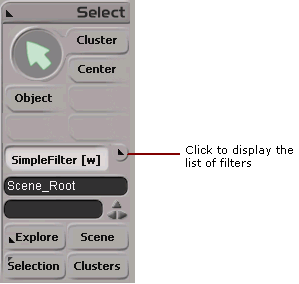 Select
Cluster
Center
Object
SimpleFilter [w]
Click to display the
list of filters
Scene_Root
Explore
Scene
Selection
Clusters